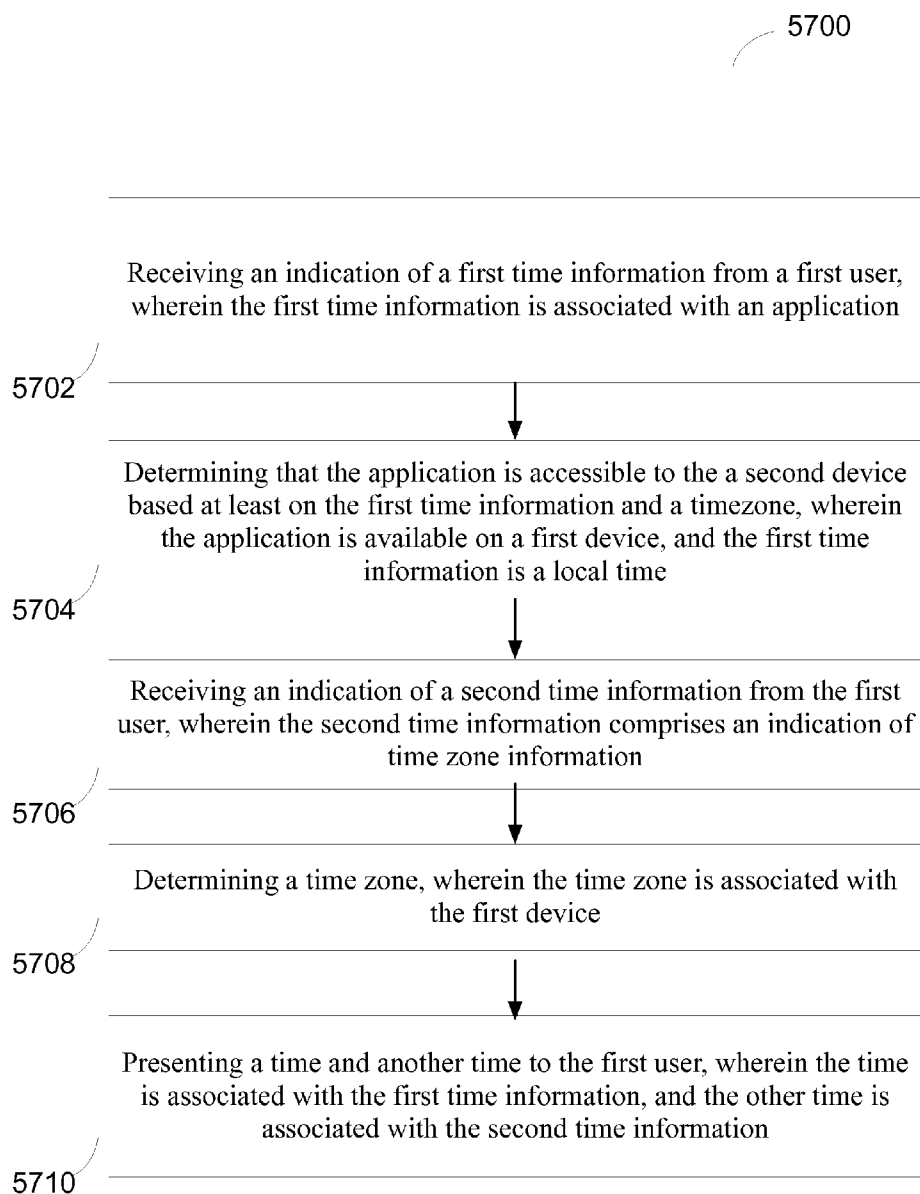 5700
Receiving an indication of a first time information from a first user,
wherein the first time information is associated with an application
5702
Determining that the application is accessible to the a second device
based at least on the first time information and a timezone, wherein
the application is available on a first device, and the first time
information is a local time
5704
Receiving an indication of a second time information from the first
user, wherein the second time information comprises an indication of
time zone information
5706
Determining a time zone, wherein the time zone is associated with
the first device
5708
Presenting a time and another time to the first user, wherein the time
is associated with the first time information, and the other time is
associated with the second time information
5710